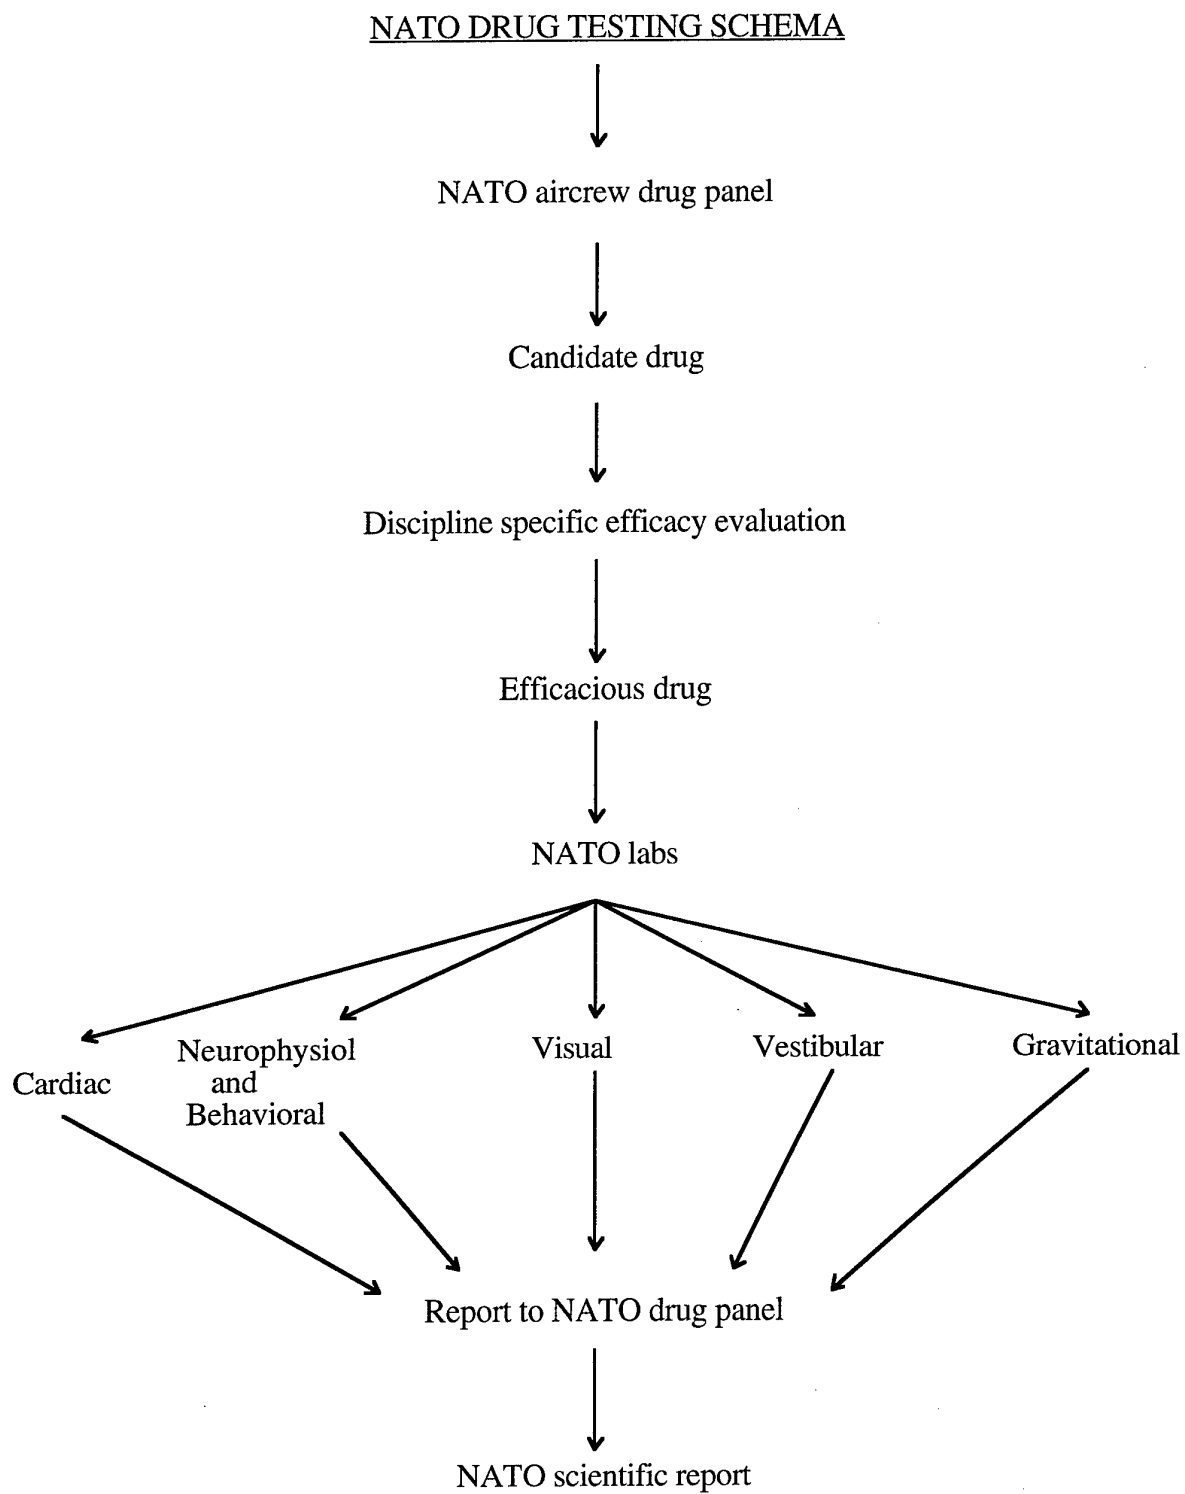 NATO DRUG TESTING SCHEMA
NATO aircrew drug panel
Candidate drug
Discipline specific efficacy evaluation
Efficacious drug
NATO labs
Cardiac
Neurophysiol
and
Behavioral
Visual
Vestibular
Gravitational
Report to NATO drug panel
NATO scientific report